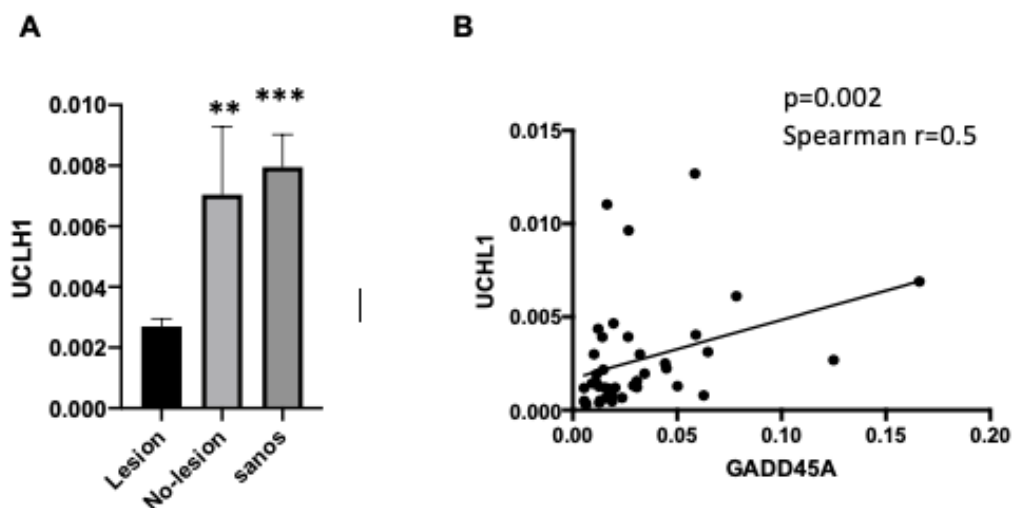 A
UCLH1
0.010
0.008
0.006
0.004
0.002
0.000
**
***
Lesion
No-lesion
sanos
B
p=0.002
Spearman r=0.5
UCHL1
0.015
0.010
0.005
0.000
0.00
0.05
0.10
0.15
0.20
GADD45A